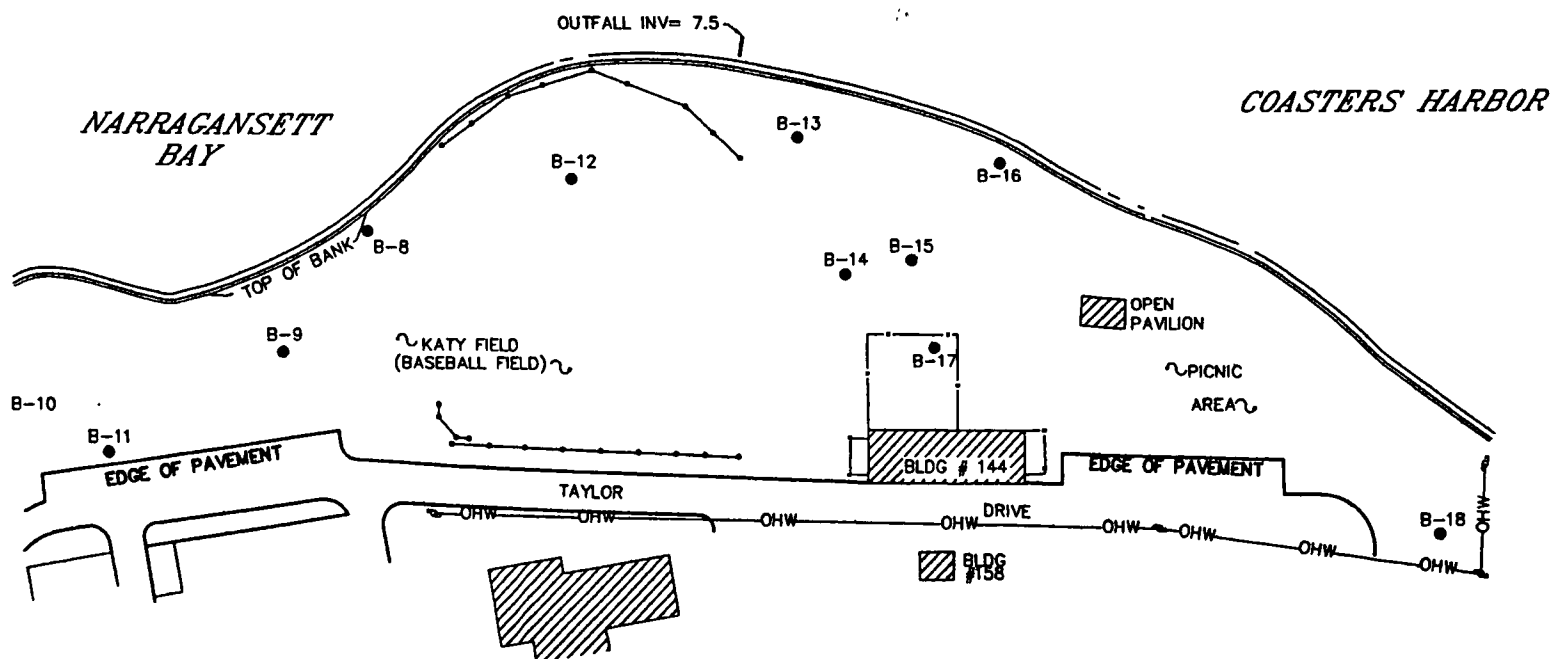 OUTFALL INV= 7.5
NARRAGANSETT
BAY
COASTERS HARBOR
B-13
B-12
B-16
B-8
TOP OF BANK
B-15
B-14
OPEN
PAVILION
B-9
KATY FIELD
(BASEBALL FIELD)
B-17
PICNIC
AREA
B-10
B-11
EDGE OF PAVEMENT
BLDG # 144
EDGE OF PAVEMENT
TAYLOR
DRIVE
OHW
OHW
OHW
OHW
OHW
OHW
OHW
OHW
OHW
B-18
BLDG
#158